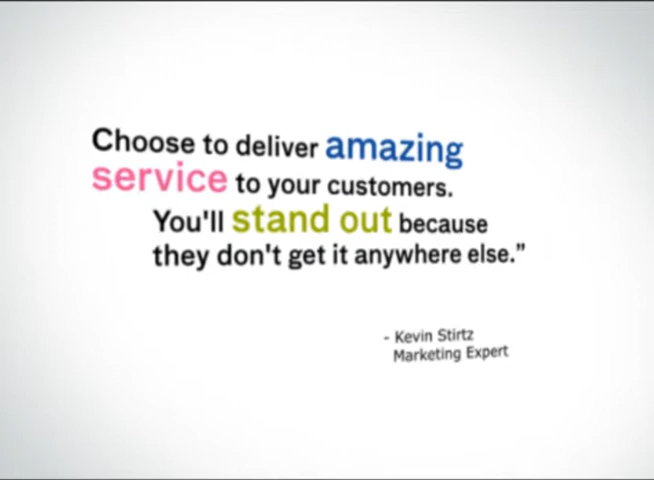 Choose to deliver amazing
service to your customers.
You'll stand out because
they don't get it anywhere else.”
- Kevin Stirtz
Marketing Expert